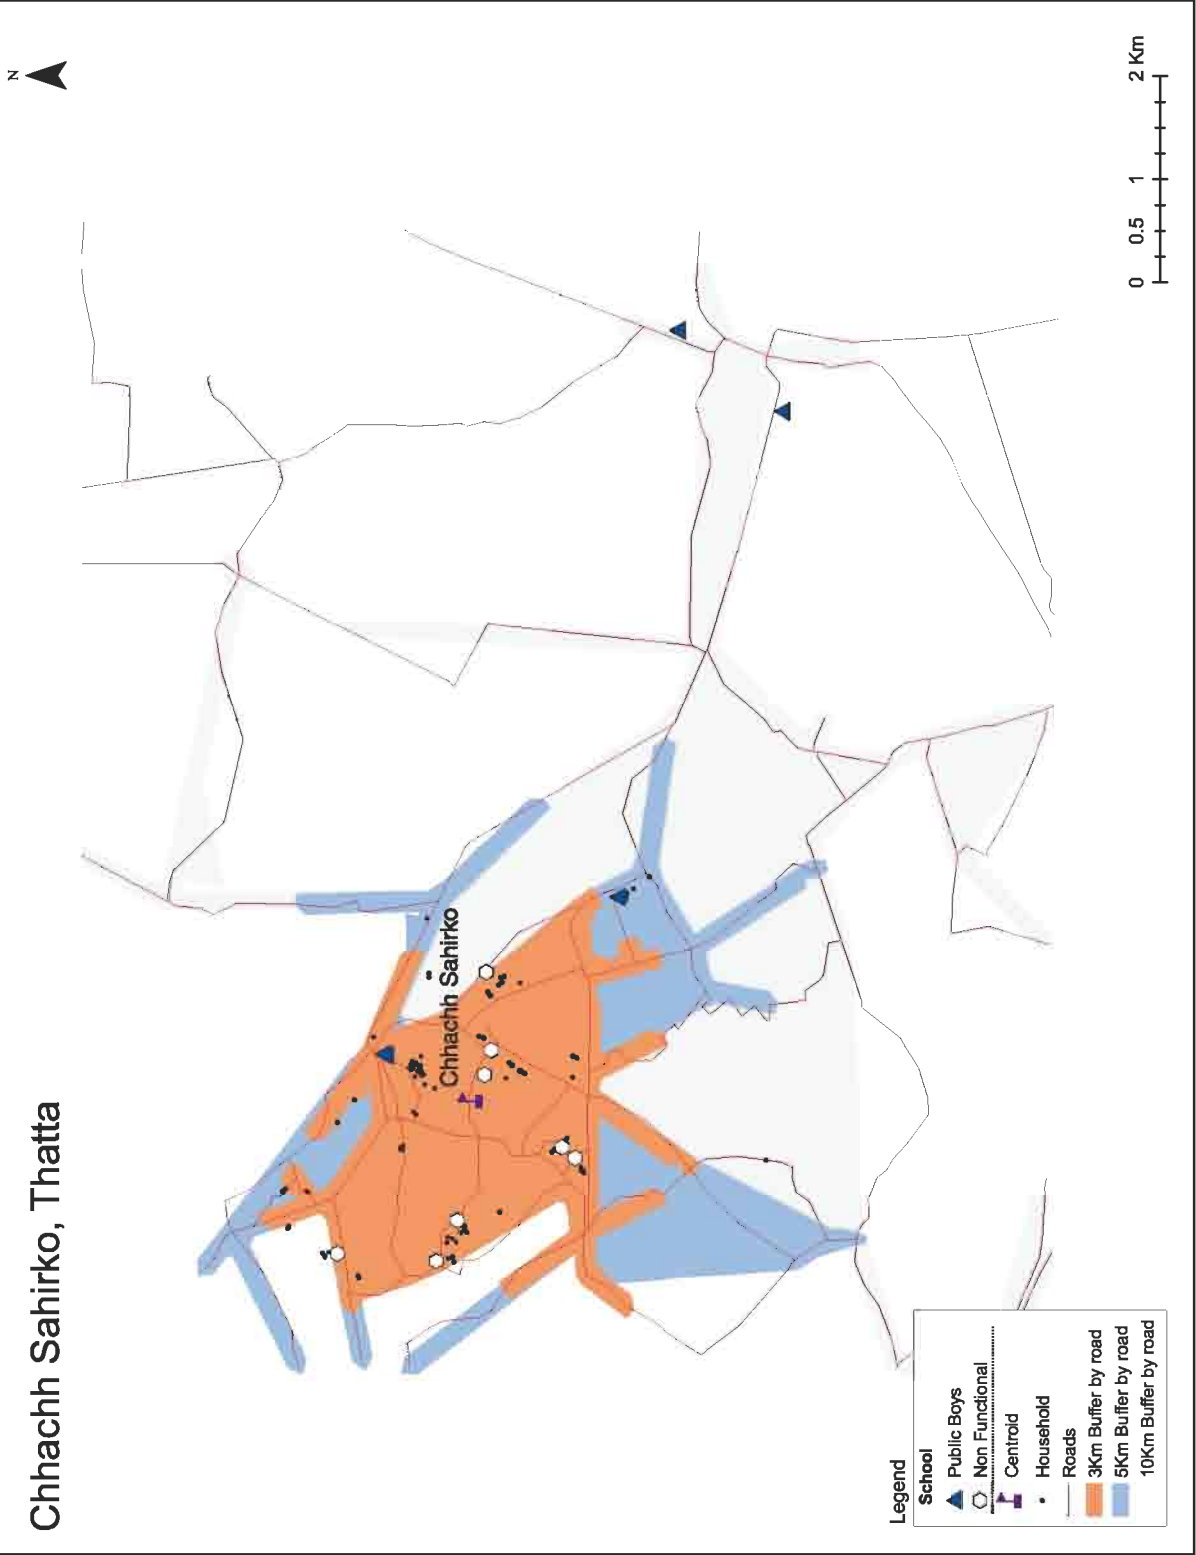 Chhachh Sahirko, Thatta
N
Chhachh Sahirko
Legend
School
Public Boys
Non Functional
Centroid
Household
Roads
3Km Buffer by road
5Km Buffer by road
10Km Buffer by road
0 0.5 1 2 Km